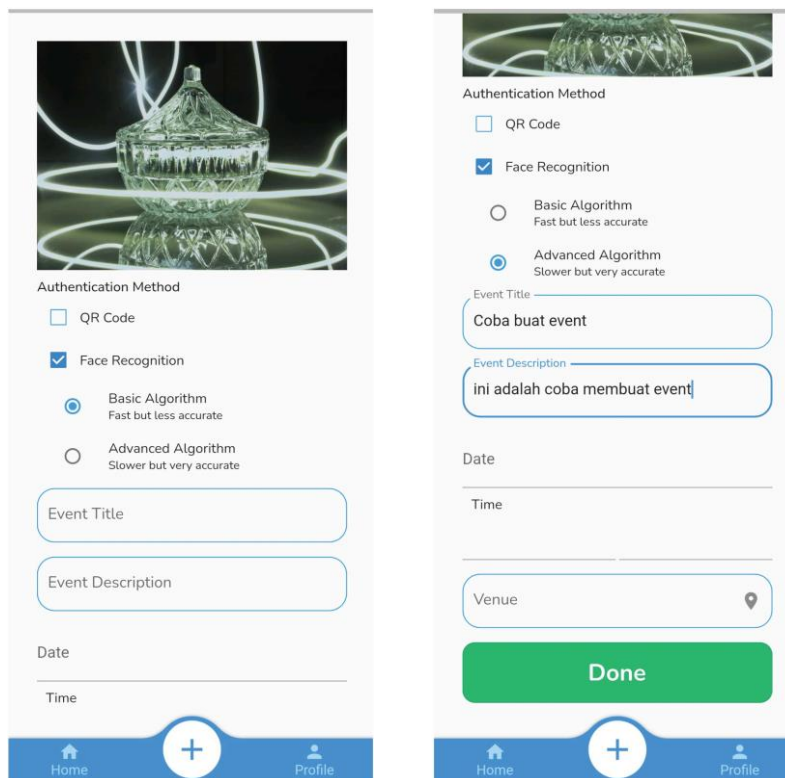 Authentication Method
QR Code
Face Recognition
Basic Algorithm
Fast but less accurate
Advanced Algorithm
Slower but very accurate
Event Title
Event Description
Date
Time
Home
Profile
Authentication Method
QR Code
Face Recognition
Basic Algorithm
Fast but less accurate
Advanced Algorithm
Slower but very accurate
Event Title
Coba buat event
Event Description
ini adalah coba membuat event
Date
Time
Venue
Done
Home
Profile